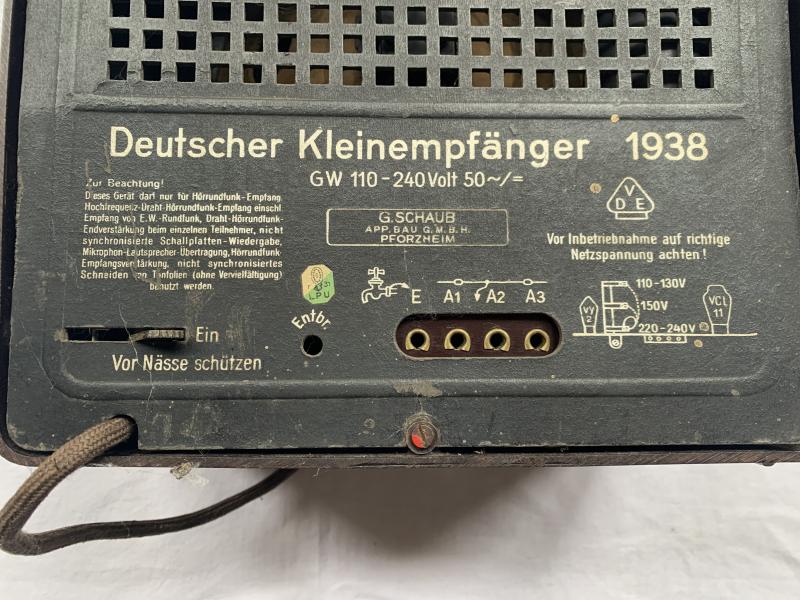 Deutscher Kleinempfänger 1938
GW 110-240 Volt 50~/=
Zur Beachtung!
Dieses Gerät darf nur für Hörrundfunk-Empfang,
Hochfrequenz-Draht-Hörrundfunk-Empfang einschl.
Empfang von E.W.-Rundfunk, Draht-Hörrundfunk-
Endverstärkung beim einzelnen Teilnehmer, nicht
synchronisierte Schallplatten-Wiedergabe,
Mikrophon-Lautsprecher-Übertragung, Hörrundfunk
Empfangsverstärkung, nicht synchronisiertes
Schneiden von Tonfolien (ohne Vervielfältigung)
benutzt werden.
G. SCHAUB
APP. BAU G.M.B.H.
PFORZHEIM
VDE
Vor Inbetriebnahme auf richtige
Netzspannung achten!
LPU
Entbr.
E A1 A2 A3
110-130V
150V
220-240V
VY
2
VCL
11
Ein
Vor Nässe schützen